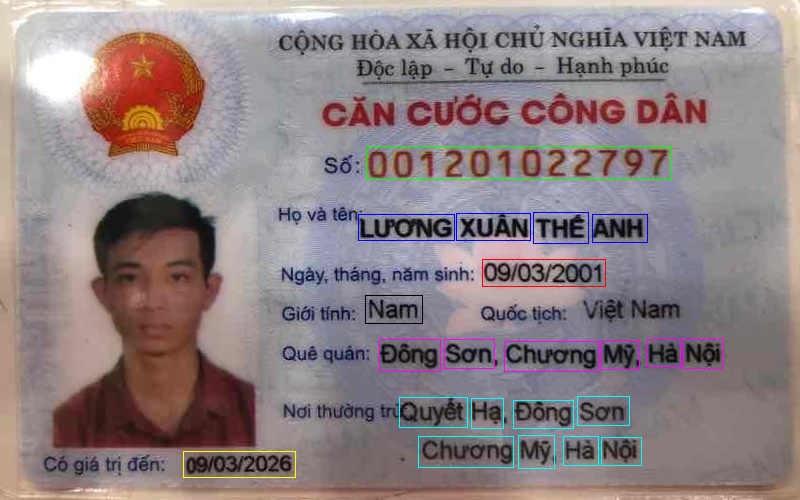 CỘNG HÒA XÃ HỘI CHỦ NGHĨA VIỆT NAM
Độc lập - Tự do - Hạnh phúc
CĂN CƯỚC CÔNG DÂN
Số: 001201022797
Họ và tên: LƯƠNG XUÂN THẾ ANH
Ngày, tháng, năm sinh: 09/03/2001
Giới tính: Nam Quốc tịch: Việt Nam
Quê quán: Đông Sơn, Chương Mỹ, Hà Nội
Nơi thường trú: Quyết Hạ, Đông Sơn
Chương Mỹ, Hà Nội
Có giá trị đến: 09/03/2026